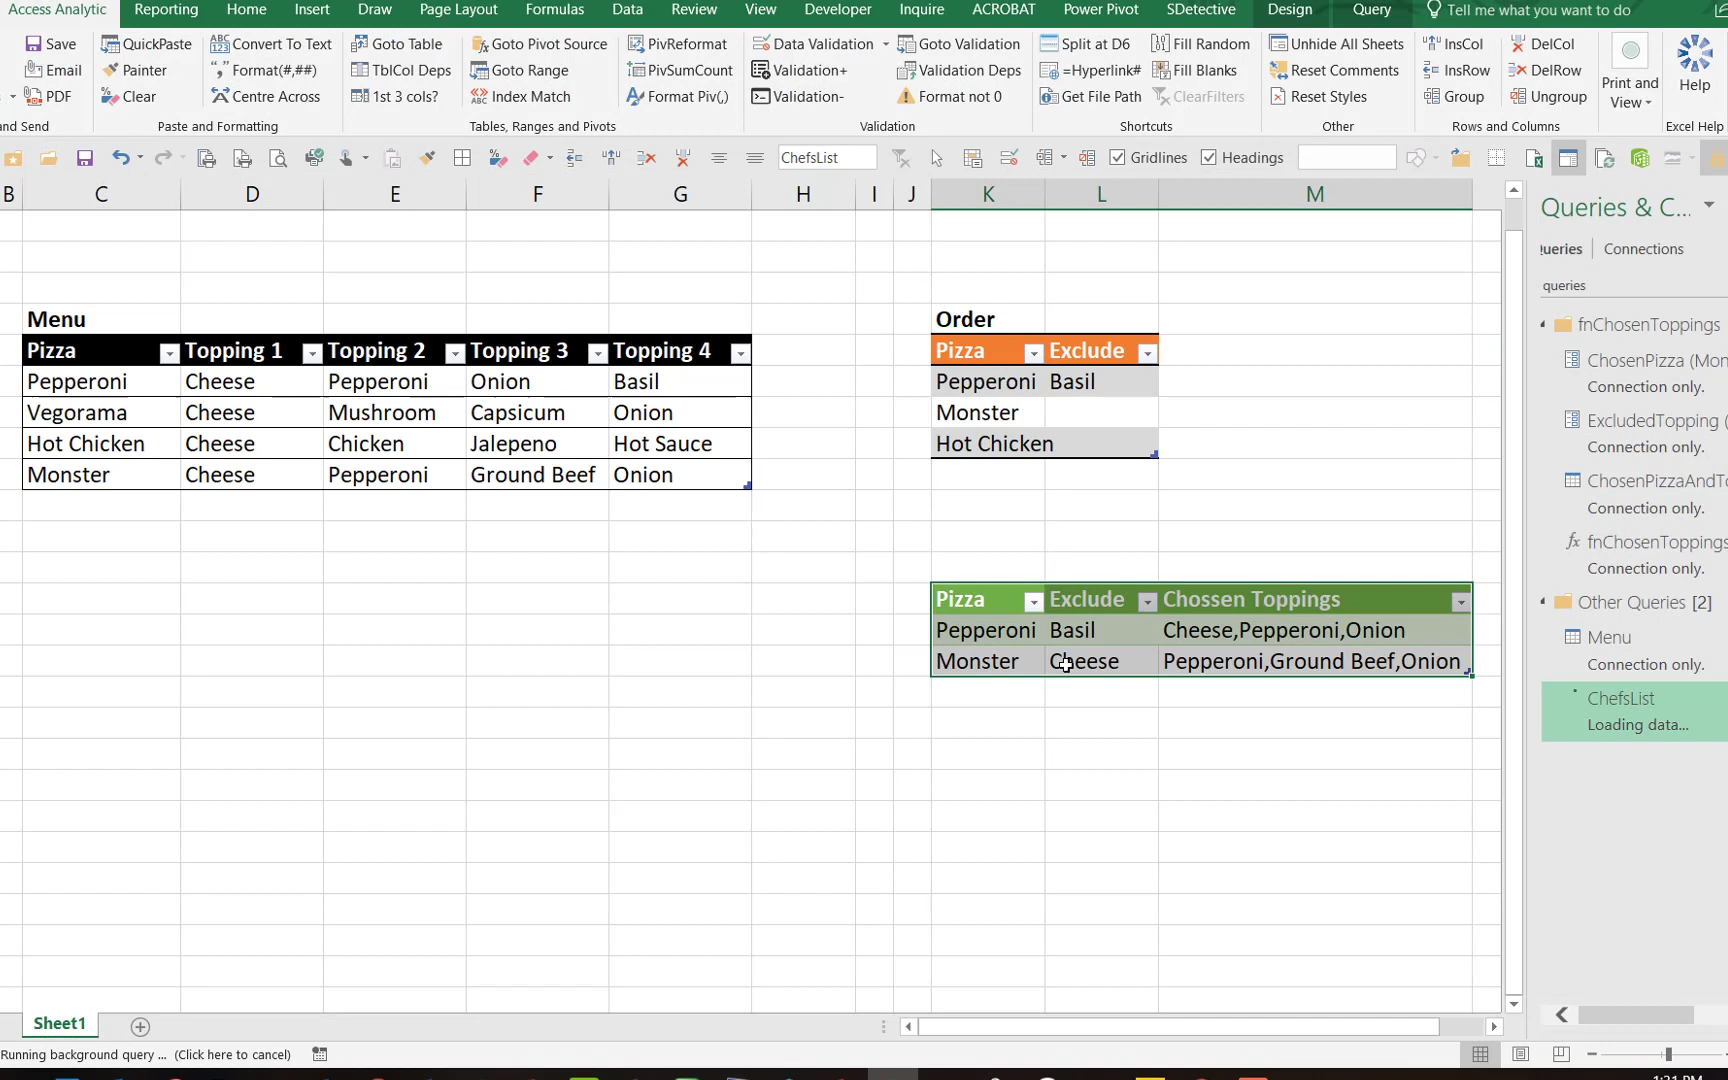 Access Analytic Reporting Home Insert Draw Page Layout Formulas Data Review View Developer Inquire ACROBAT Power Pivot SDetective Design Query Tell me what you want to do
Save QuickPaste Convert To Text Goto Table Goto Pivot Source PivReformat Data Validation Goto Validation Split at D6 Fill Random Unhide All Sheets InsCol DelCol
Email Painter Format(#,##) TblCol Deps Goto Range PivSumCount Validation+ Validation Deps =Hyperlink# Fill Blanks Reset Comments InsRow DelRow Print and View Help
PDF Clear Centre Across 1st 3 cols? Index Match Format Piv(,) Validation- Format not 0 Get File Path ClearFilters Reset Styles Group Ungroup
and Send Paste and Formatting Tables, Ranges and Pivots Validation Shortcuts Other Rows and Columns Excel Help
ChefsList Gridlines Headings
B C D E F G H I J K L M
Queries & C...
ueries Connections
queries
Menu Order
Pizza Topping 1 Topping 2 Topping 3 Topping 4 Pizza Exclude
Pepperoni Cheese Pepperoni Onion Basil Pepperoni Basil
Vegorama Cheese Mushroom Capsicum Onion Monster
Hot Chicken Cheese Chicken Jalepeno Hot Sauce Hot Chicken
Monster Cheese Pepperoni Ground Beef Onion
Pizza Exclude Chossen Toppings
Pepperoni Basil Cheese,Pepperoni,Onion
Monster Cheese Pepperoni,Ground Beef,Onion
fnChosenToppings
ChosenPizza (Mon
Connection only.
ExcludedTopping (
Connection only.
ChosenPizzaAndTo
Connection only.
fx fnChosenToppings
Connection only.
Other Queries [2]
Menu
Connection only.
ChefsList
Loading data...
Sheet1
Running background query ... (Click here to cancel)